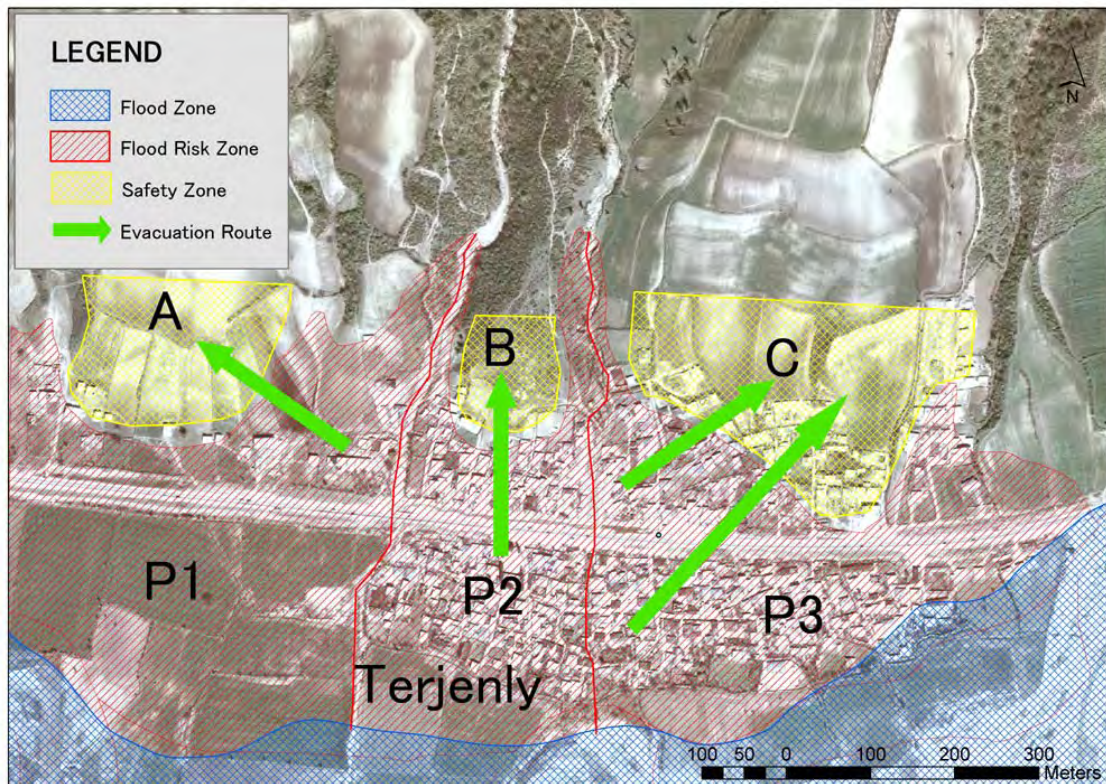 LEGEND
Flood Zone
Flood Risk Zone
Safety Zone
Evacuation Route
N
A
B
C
P1
P2
P3
Terjenly
100 50 0 100 200 300
Meters